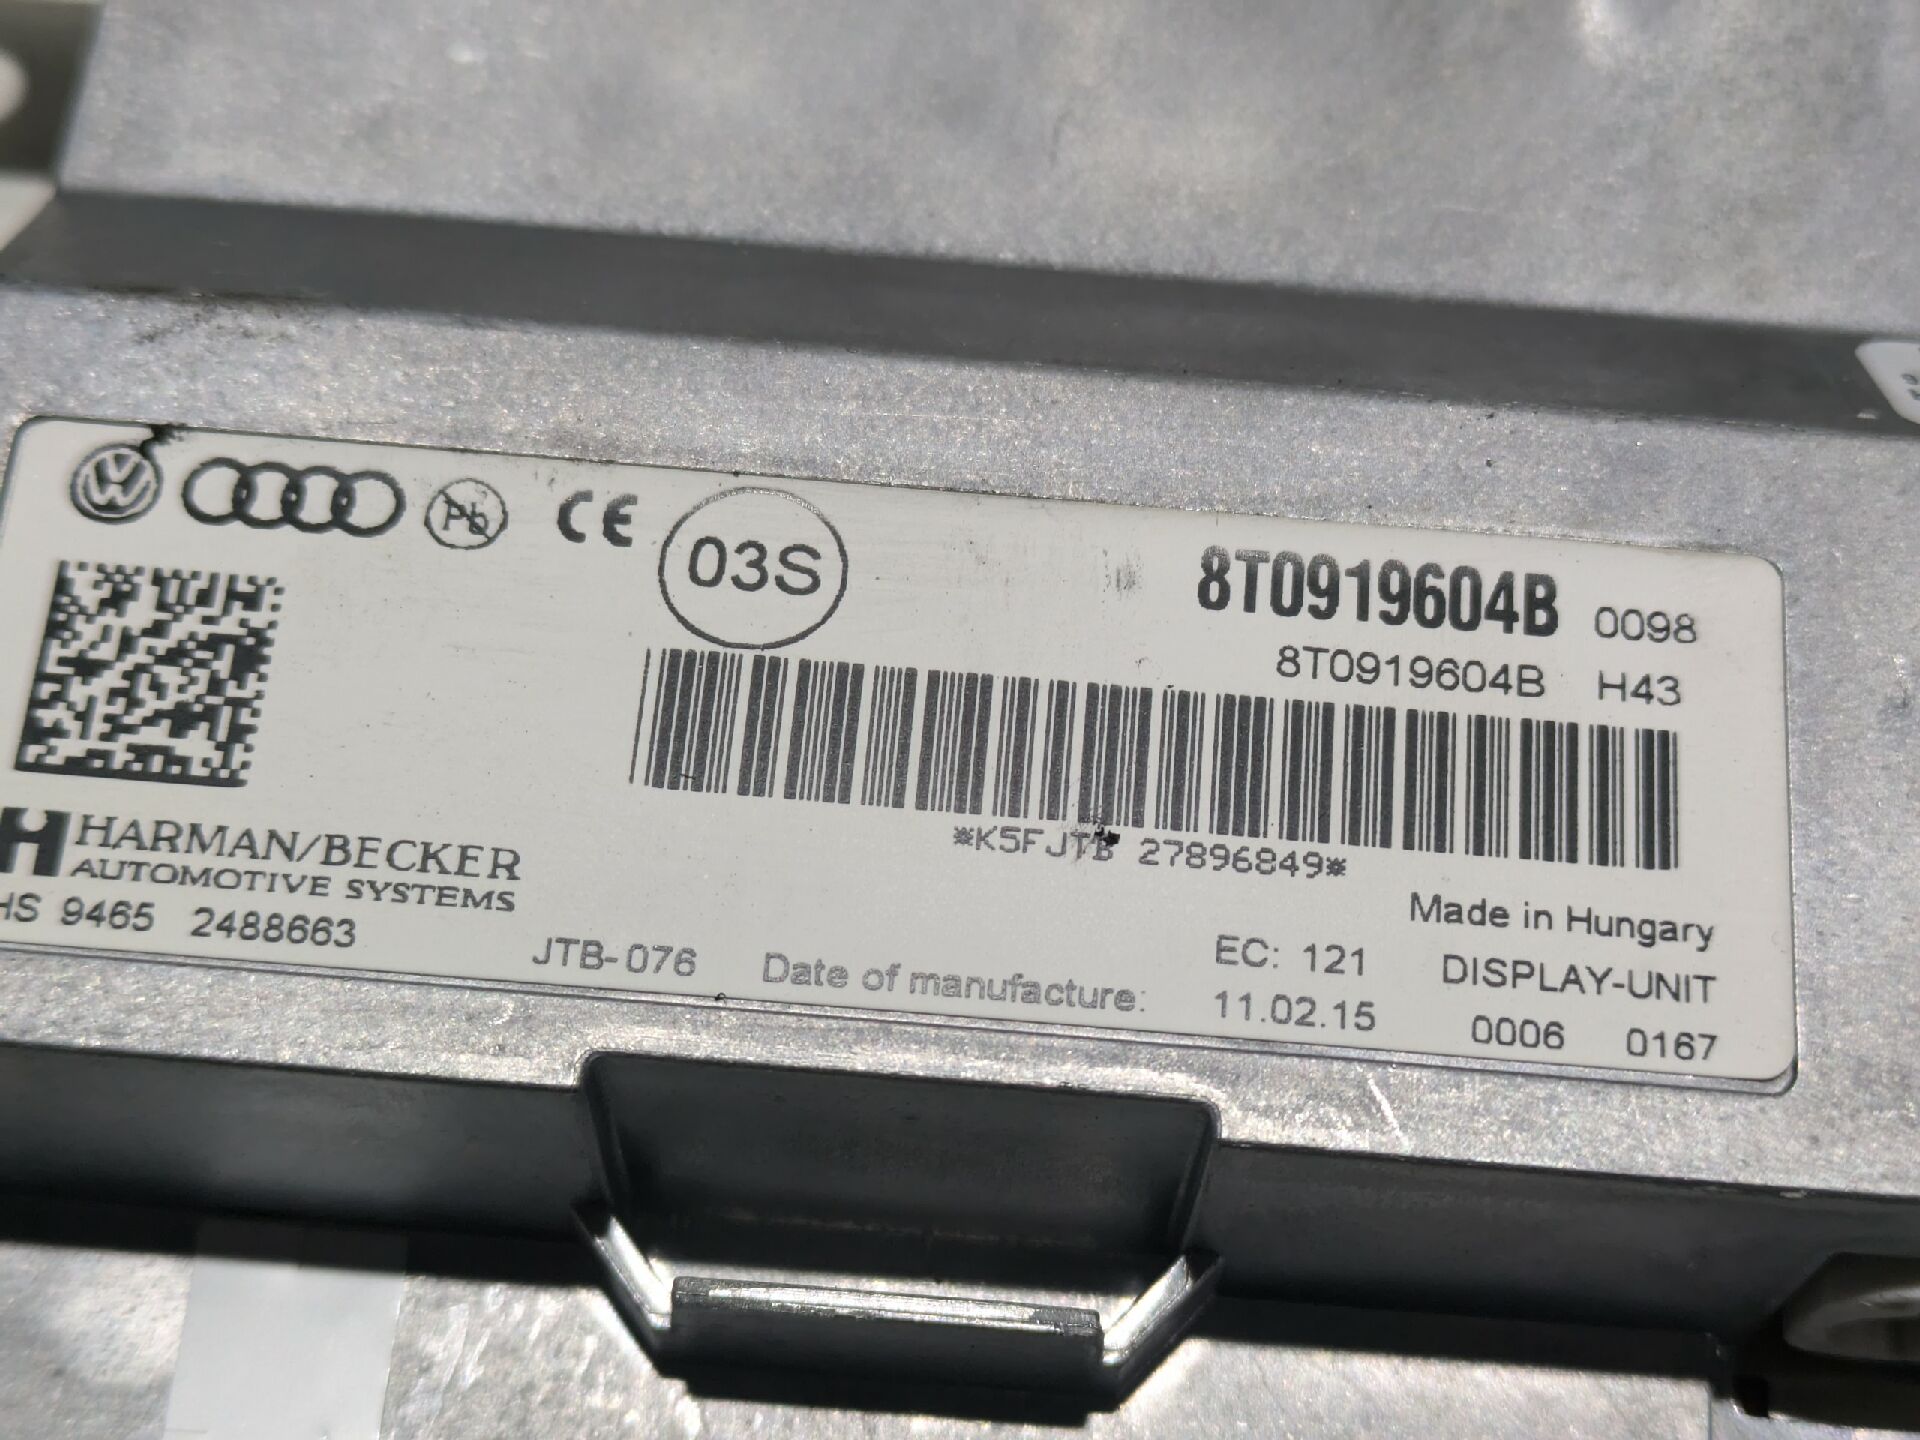 Pb CE 03S
8T0919604B 0098
8T0919604B H43
*K5FJTB 27896849*
H HARMAN/BECKER
AUTOMOTIVE SYSTEMS
HS 9465 2488663
Made in Hungary
JTB-076 Date of manufacture:
EC: 121 DISPLAY-UNIT
11.02.15 0006 0167